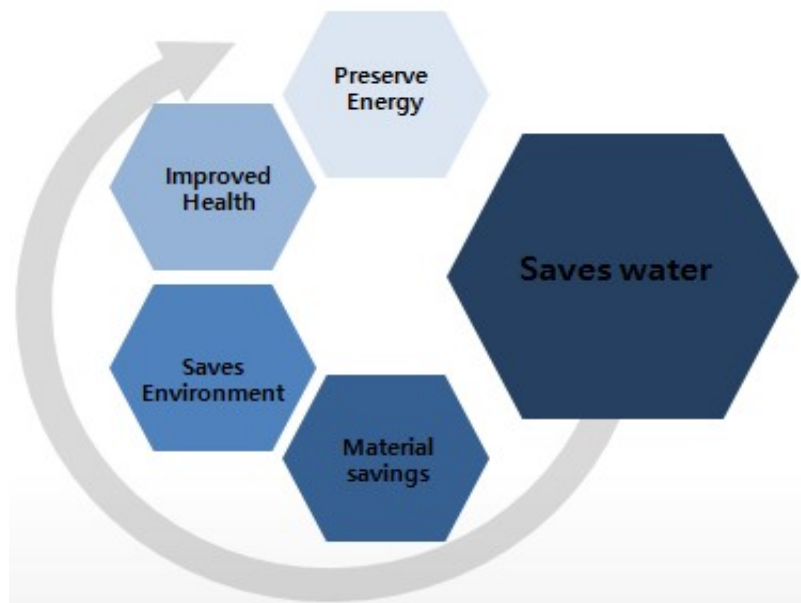 Preserve
Energy
Improved
Health
Saves water
Saves
Environment
Material
savings